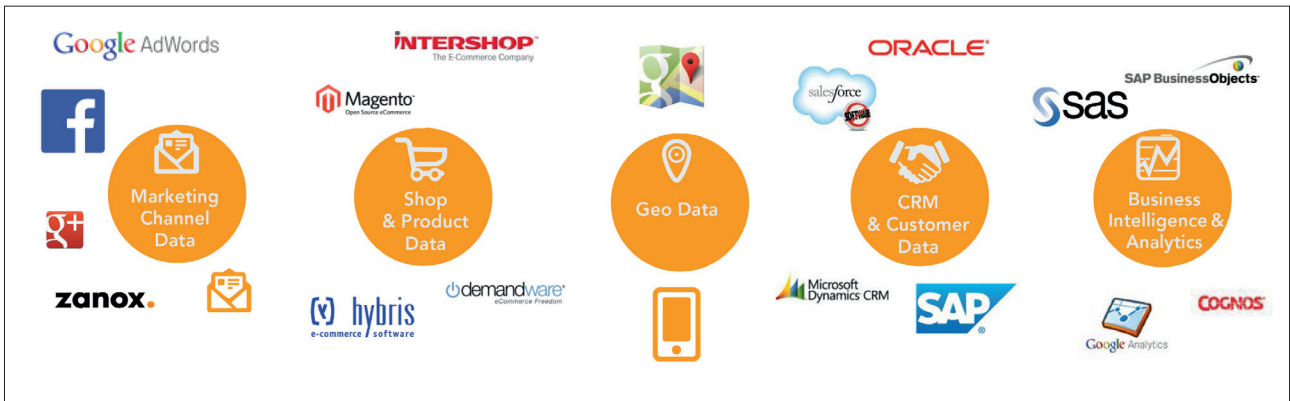 Google AdWords
f
g+
zanox.
Marketing
Channel
Data
INTERSHOP
The E-Commerce Company
Magento
Open Source eCommerce
Shop
& Product
Data
(y) hybris
e-commerce / software
demandware
eCommerce Freedom
g
Geo Data
ORACLE
salesforce
SOFTWARE
CRM
& Customer
Data
Microsoft
Dynamics CRM
SAP
SAP BusinessObjects
sas
Business
Intelligence &
Analytics
Google Analytics
COGNOS